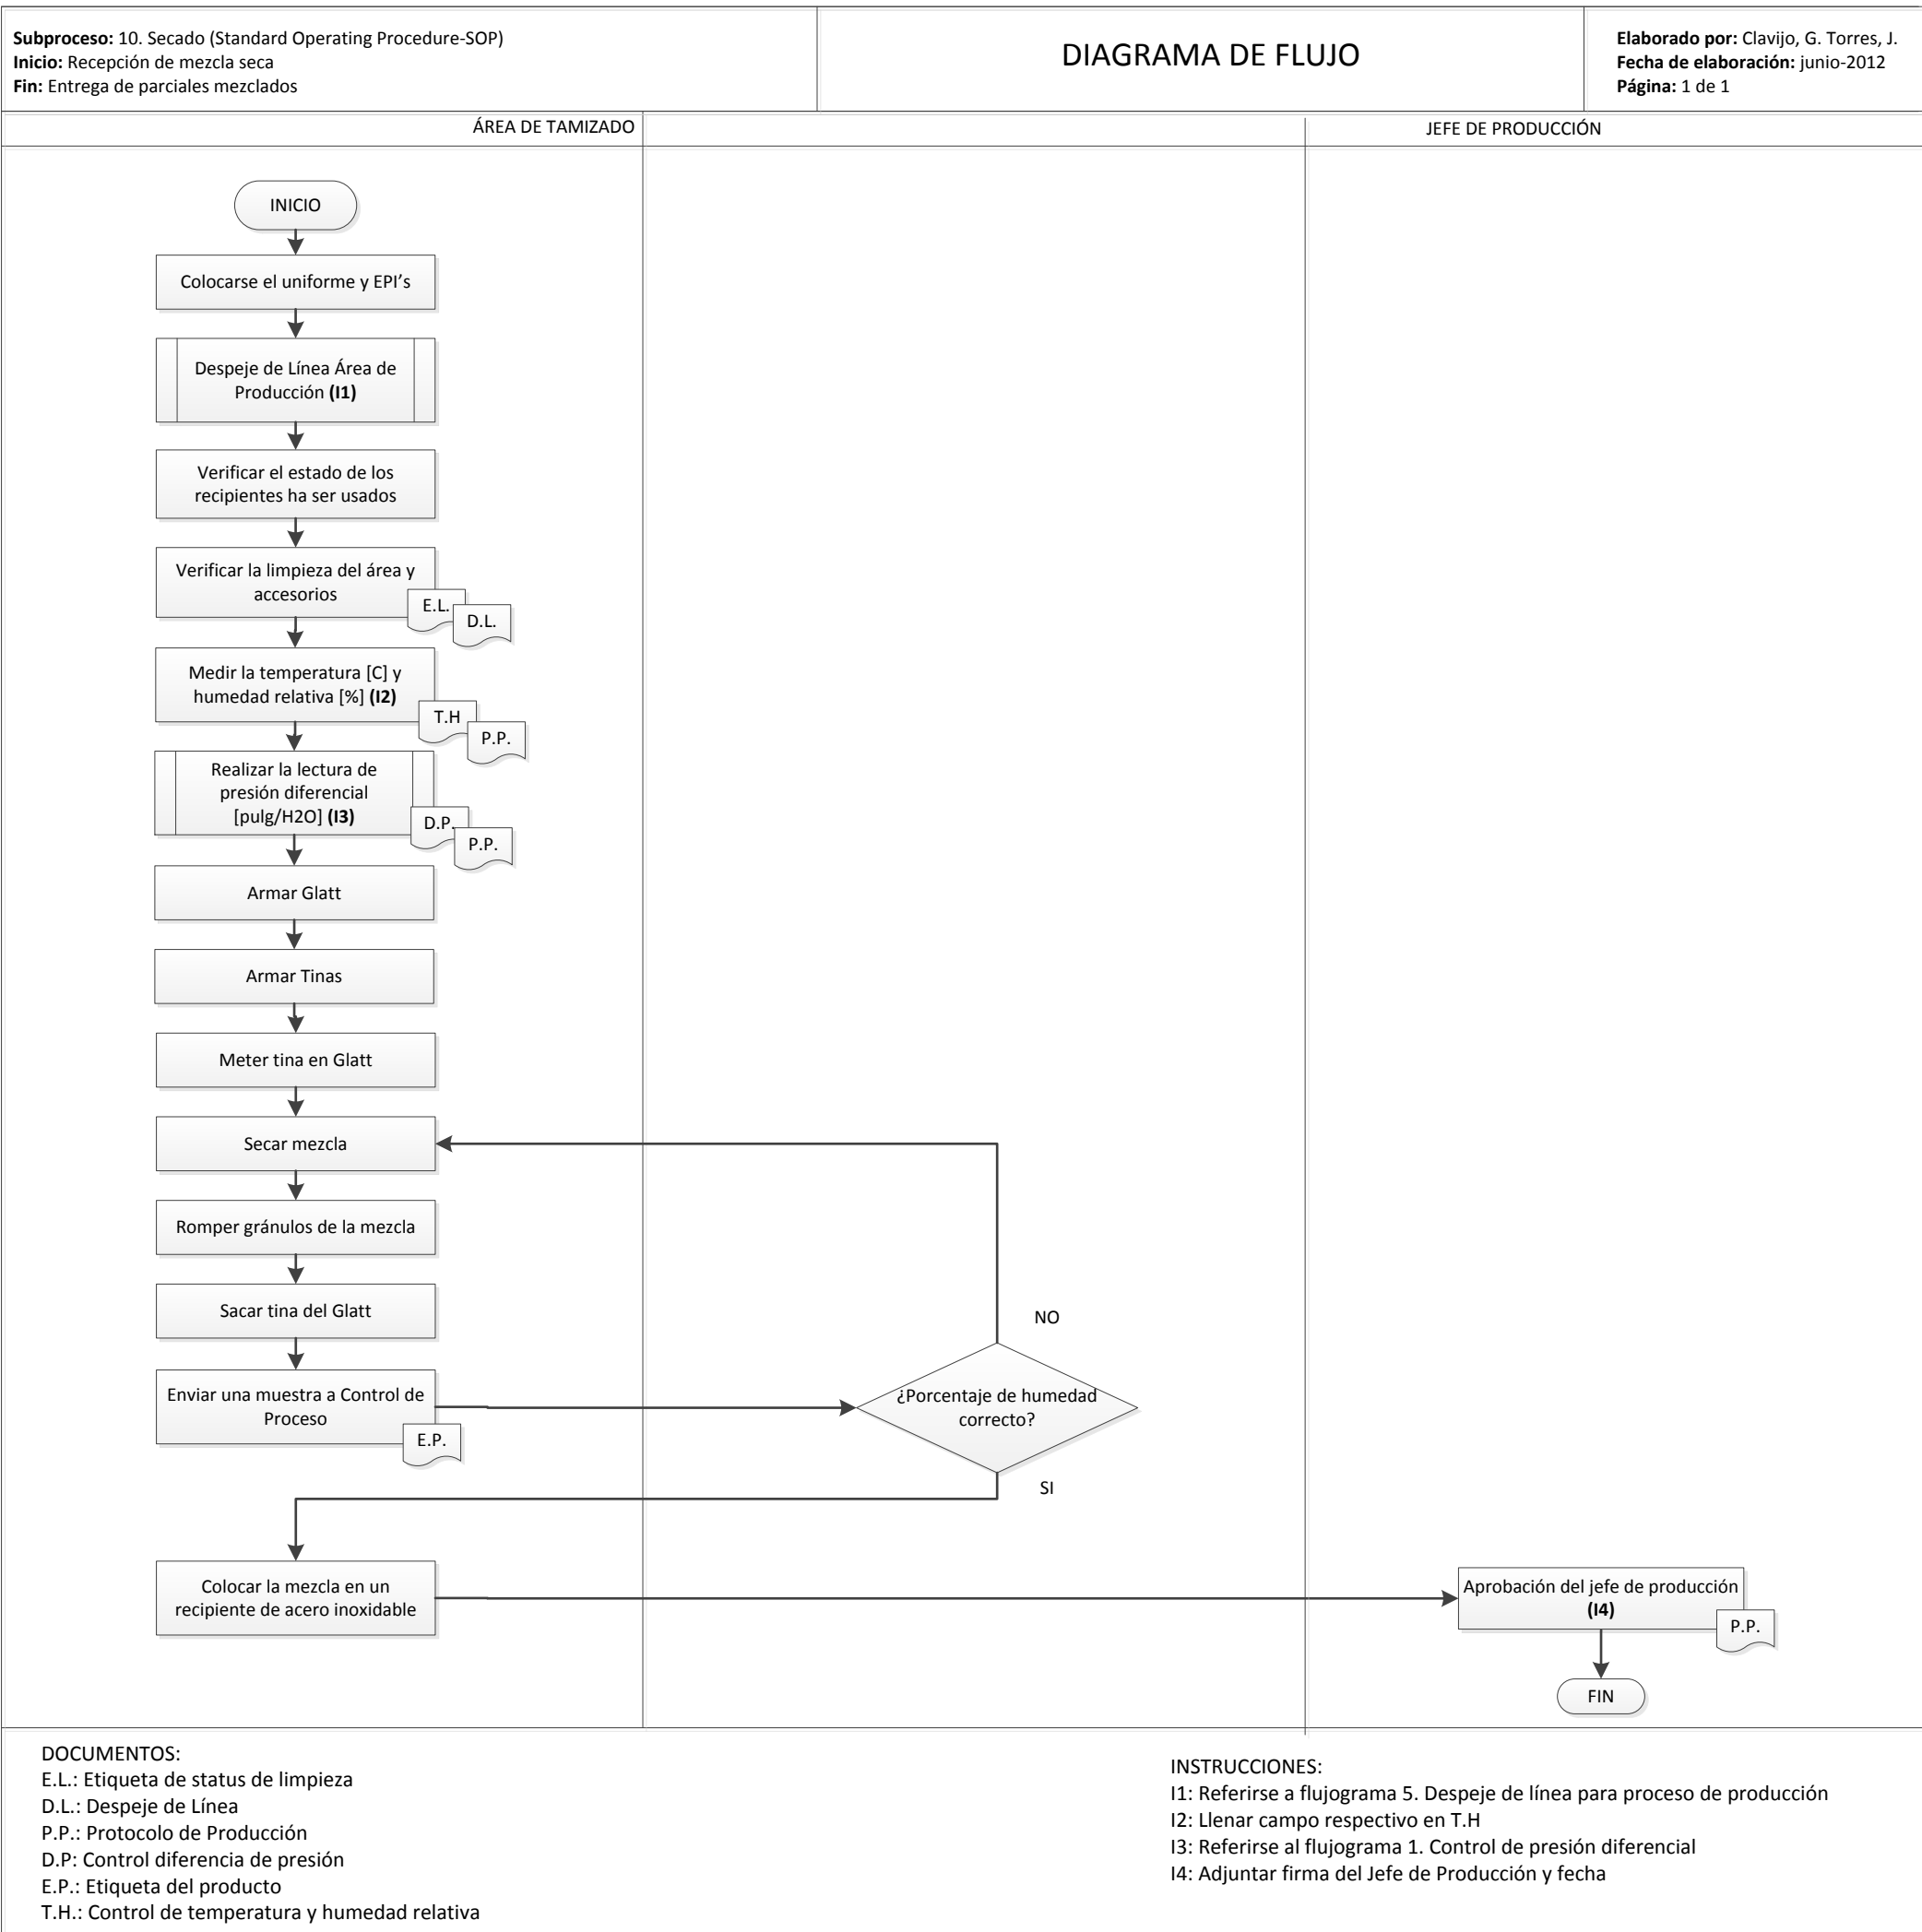 Subproceso: 10. Secado (Standard Operating Procedure-SOP)
Inicio: Recepción de mezcla seca
Fin: Entrega de parciales mezclados
DIAGRAMA DE FLUJO
Elaborado por: Clavijo, G. Torres, J.
Fecha de elaboración: junio-2012
Página: 1 de 1
ÁREA DE TAMIZADO
JEFE DE PRODUCCIÓN
INICIO
Colocarse el uniforme y EPI's
Despeje de Línea Área de
Producción (I1)
Verificar el estado de los
recipientes ha ser usados
Verificar la limpieza del área y
accesorios
E.L.
D.L.
Medir la temperatura [C] y
humedad relativa [%] (I2)
T.H
P.P.
Realizar la lectura de
presión diferencial
[pulg/H2O] (I3)
D.P.
P.P.
Armar Glatt
Armar Tinas
Meter tina en Glatt
Secar mezcla
Romper gránulos de la mezcla
Sacar tina del Glatt
NO
Enviar una muestra a Control de
Proceso
E.P.
¿Porcentaje de humedad
correcto?
SI
Colocar la mezcla en un
recipiente de acero inoxidable
Aprobación del jefe de producción
(I4)
P.P.
FIN
DOCUMENTOS:
E.L.: Etiqueta de status de limpieza
D.L.: Despeje de Línea
P.P.: Protocolo de Producción
D.P: Control diferencia de presión
E.P.: Etiqueta del producto
T.H.: Control de temperatura y humedad relativa
INSTRUCCIONES:
I1: Referirse a flujograma 5. Despeje de línea para proceso de producción
I2: Llenar campo respectivo en T.H
I3: Referirse al flujograma 1. Control de presión diferencial
I4: Adjuntar firma del Jefe de Producción y fecha